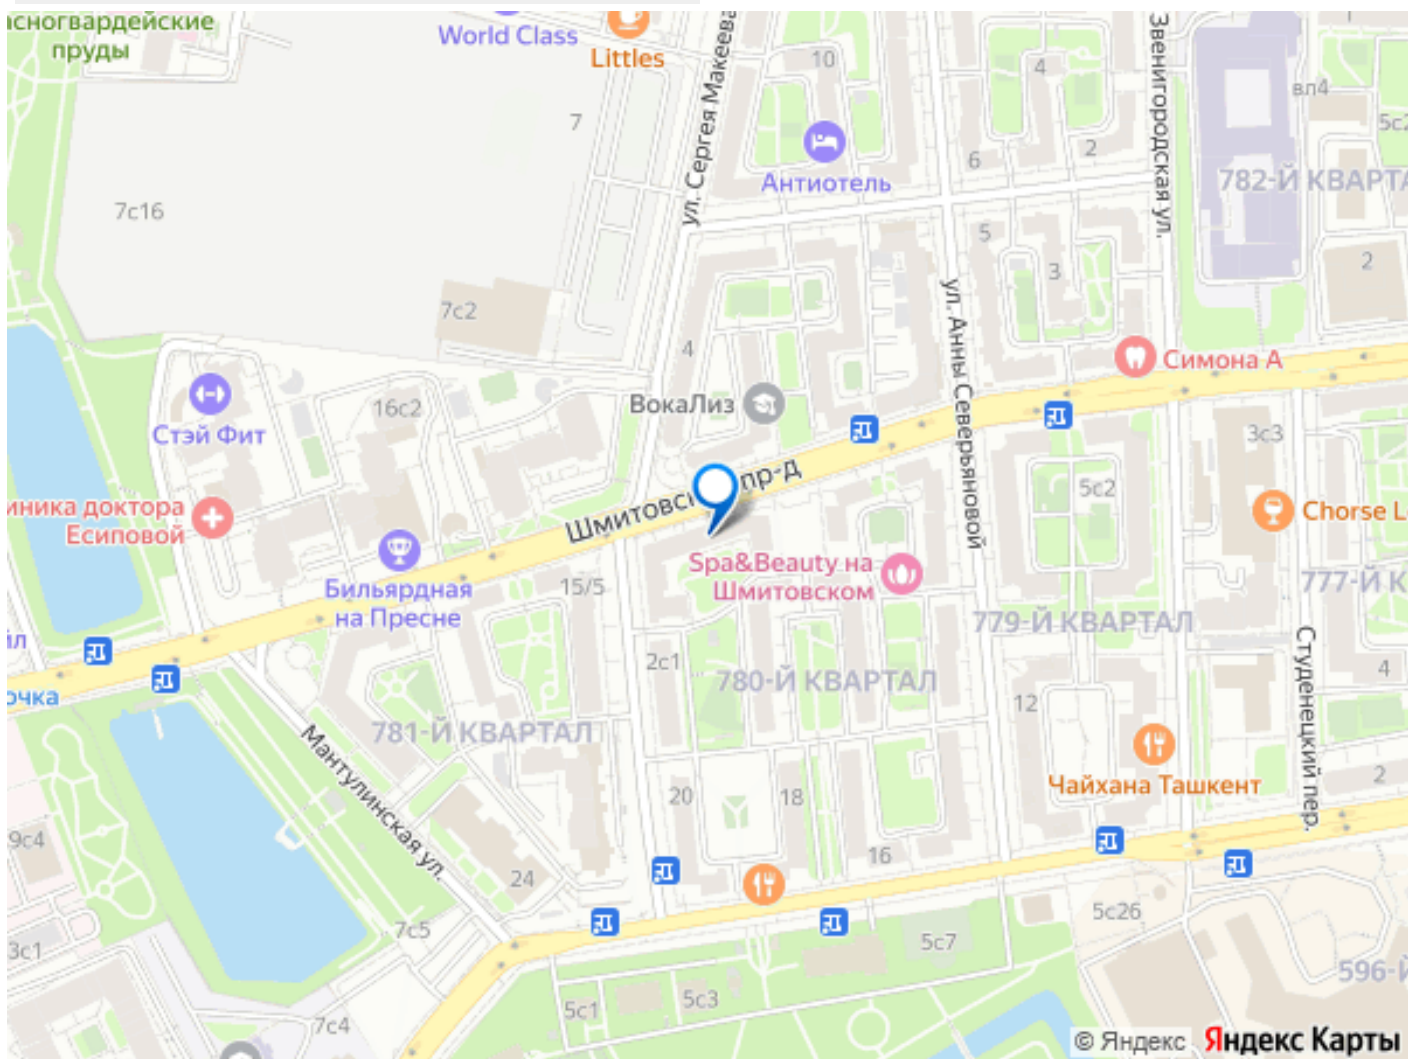 асногвардейские
пруды
World Class
Littles
ул. Сергея Макеева
10
4
Звенигородская ул.
вл4
5с2
7
Антиотель
6
2
782-Й КВАРТА
7с16
5
3
2
7с2
ул. Анны Северьяновой
4
Симона А
16с2
ВокаЛиз
Стэй Фит
3с3
Шмитовс
пр-д
5с2
иника доктора
Есиповой
Chorse L
Spa&Beauty на
Шмитовском
Бильярдная
на Пресне
15/5
777-Й К
779-Й КВАРТАЛ
йл
2с1
780-Й КВАРТАЛ
Студенецкий пер.
4
очка
12
781-Й КВАРТАЛ
Мантулинская ул.
Чайхана Ташкент
2
20
18
9с4
16
24
5с26
7с5
5с7
3с1
596-Й
5с1
5с3
7с4
© Яндекс
Яндекс Карты